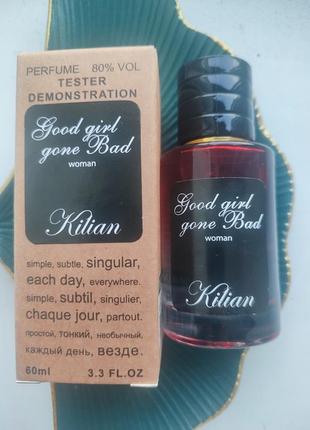 PERFUME 80% VOL
TESTER
DEMONSTRATION
Good girl
gone Bad
woman
Kilian
simple, subtle, singular,
each day, everywhere.
simple, subtil, singulier,
chaque jour, partout.
простой, тонкий, необычный,
каждый день, везде.
60ml 3.3 FL.OZ
Good girl
gone Bad
woman
Kilian